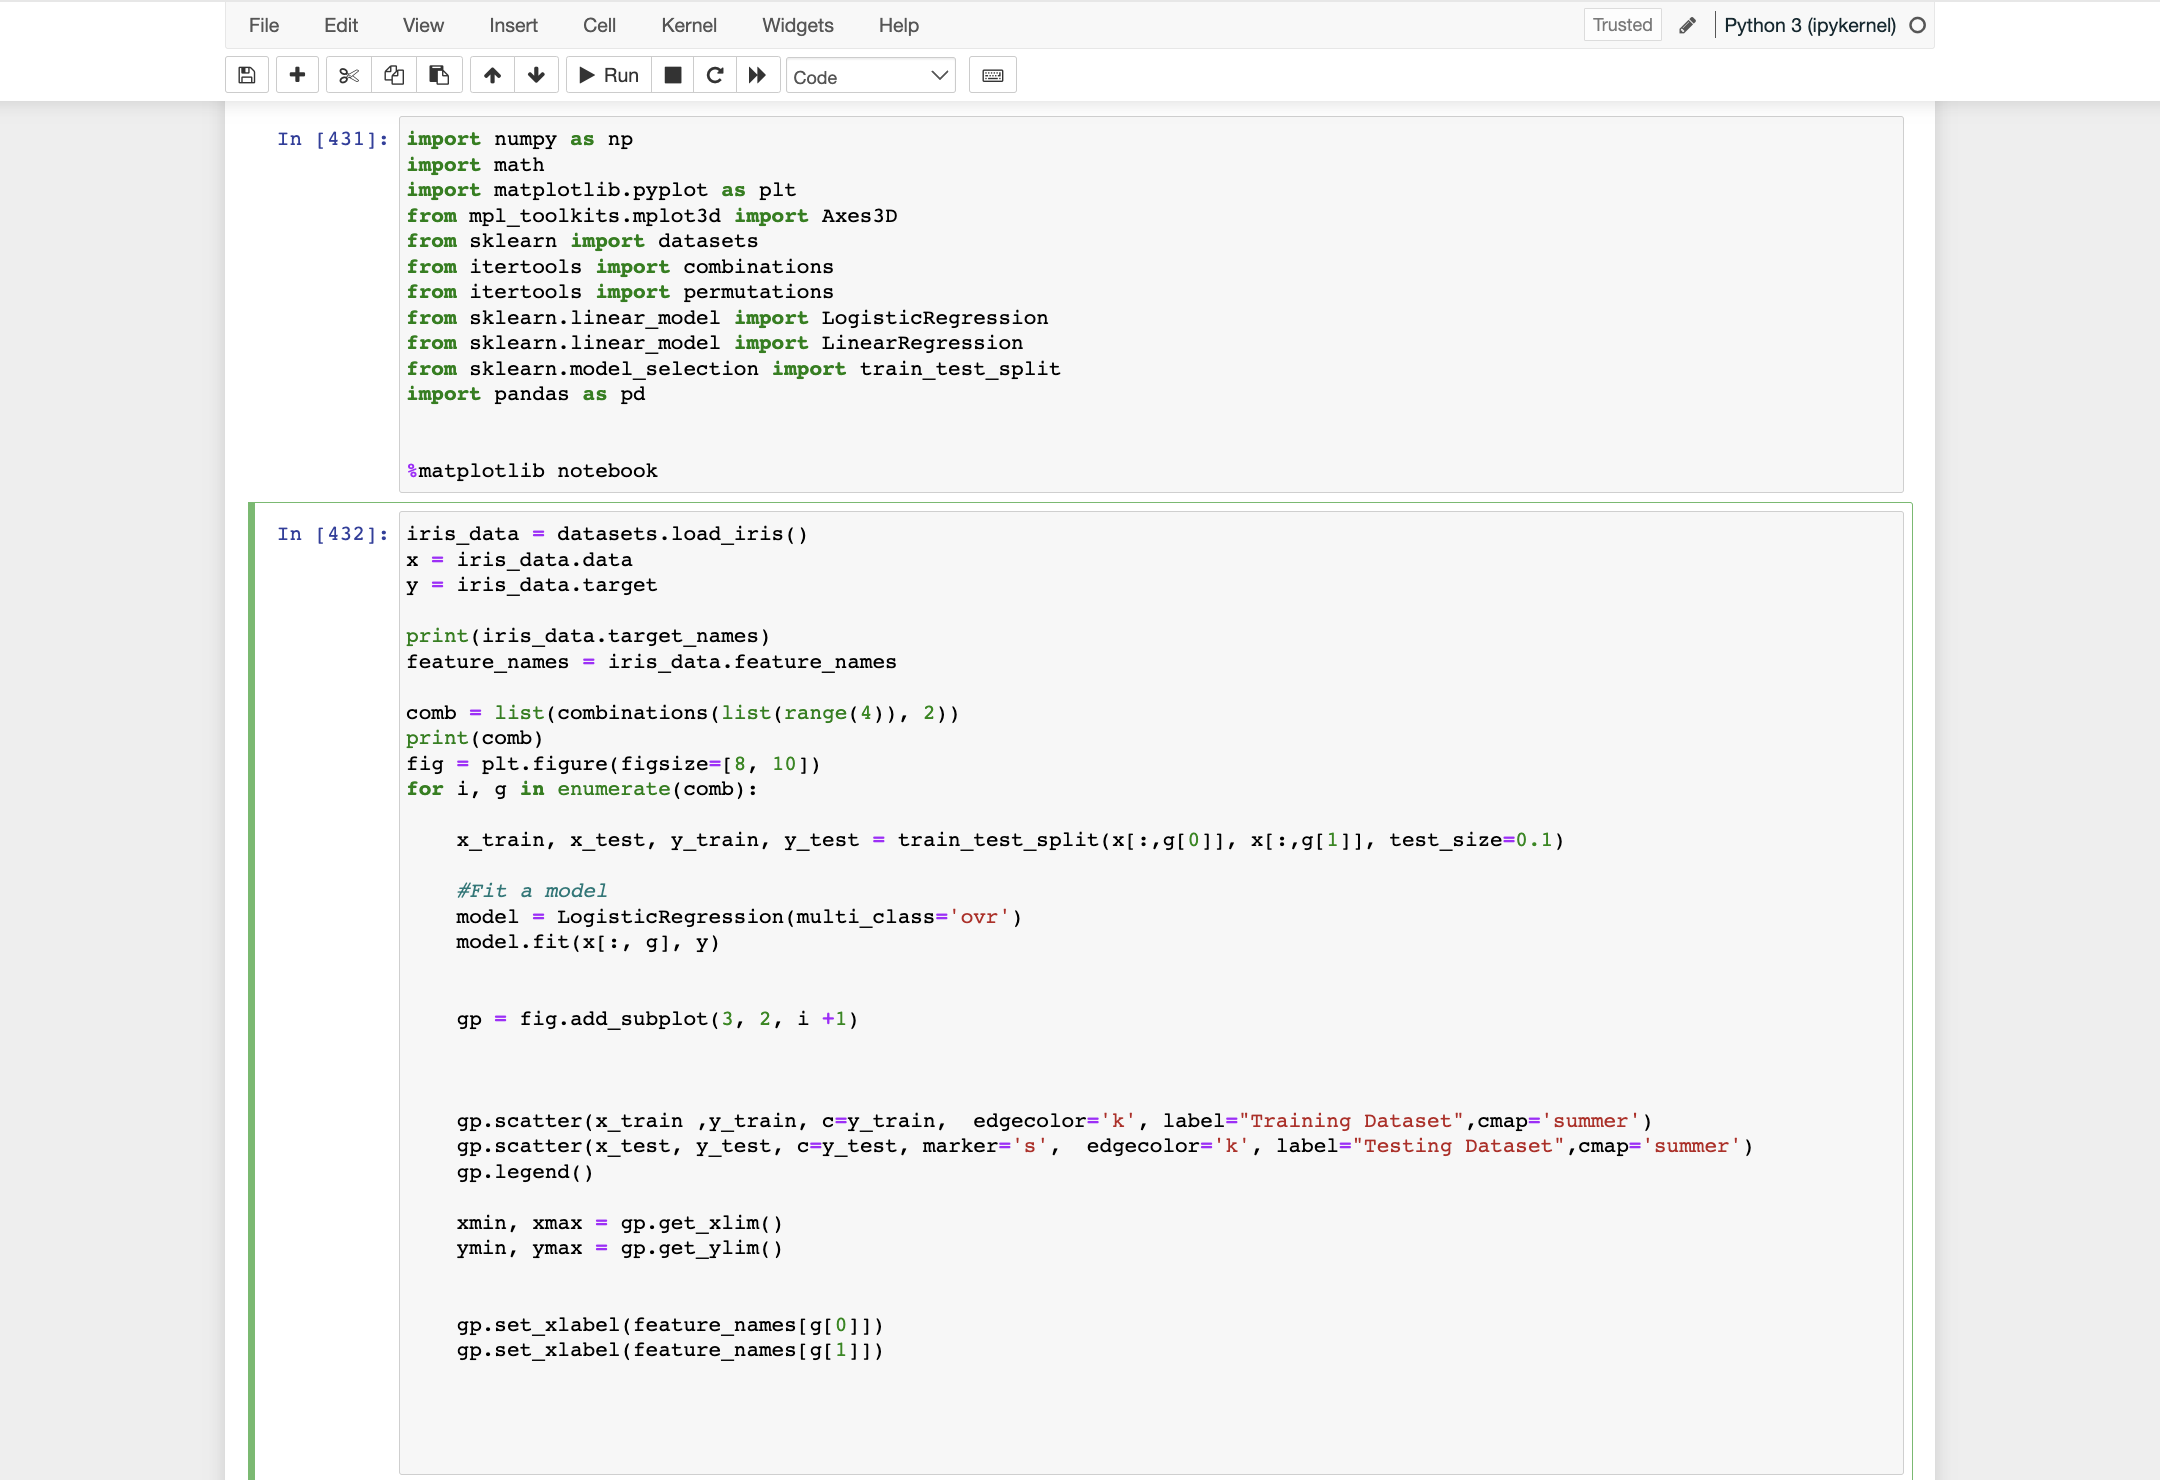 File Edit View Insert Cell Kernel Widgets Help Trusted Python 3 (ipykernel)
Run Code
In [431]: import numpy as np
import math
import matplotlib.pyplot as plt
from mpl_toolkits.mplot3d import Axes3D
from sklearn import datasets
from itertools import combinations
from itertools import permutations
from sklearn.linear_model import LogisticRegression
from sklearn.linear_model import LinearRegression
from sklearn.model_selection import train_test_split
import pandas as pd
%matplotlib notebook
In [432]: iris_data = datasets.load_iris()
x = iris_data.data
y = iris_data.target
print(iris_data.target_names)
feature_names = iris_data.feature_names
comb = list(combinations(list(range(4)), 2))
print(comb)
fig = plt.figure(figsize=[8, 10])
for i, g in enumerate(comb):
x_train, x_test, y_train, y_test = train_test_split(x[:,g[0]], x[:,g[1]], test_size=0.1)
#Fit a model
model = LogisticRegression(multi_class='ovr')
model.fit(x[:, g], y)
gp = fig.add_subplot(3, 2, i +1)
gp.scatter(x_train ,y_train, c=y_train,  edgecolor='k', label="Training Dataset",cmap='summer')
gp.scatter(x_test, y_test, c=y_test, marker='s',  edgecolor='k', label="Testing Dataset",cmap='summer')
gp.legend()
xmin, xmax = gp.get_xlim()
ymin, ymax = gp.get_ylim()
gp.set_xlabel(feature_names[g[0]])
gp.set_xlabel(feature_names[g[1]])